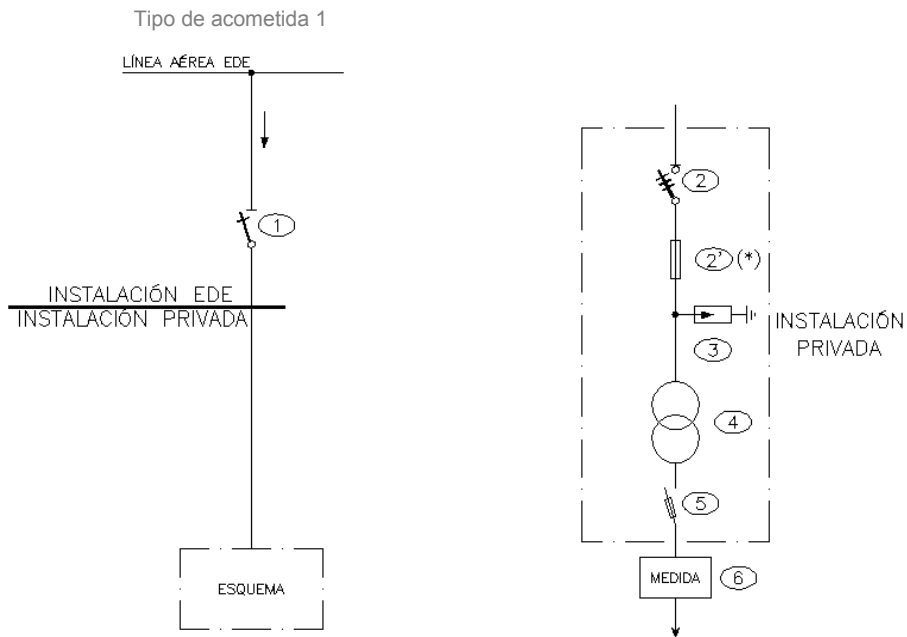 Tipo de acometida 1
LÍNEA AÉREA EDE
1
INSTALACIÓN EDE
INSTALACIÓN PRIVADA
ESQUEMA
2
2' (*)
3
INSTALACIÓN
PRIVADA
4
5
MEDIDA
6